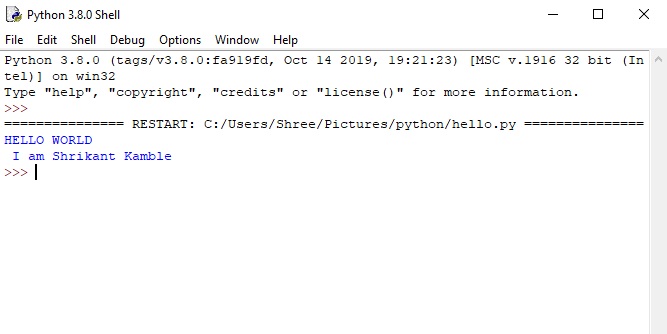 Python 3.8.0 Shell
File Edit Shell Debug Options Window Help
Python 3.8.0 (tags/v3.8.0:fa919fd, Oct 14 2019, 19:21:23) [MSC v.1916 32 bit (In
tel)] on win32
Type "help", "copyright", "credits" or "license()" for more information.
>>>
=============== RESTART: C:/Users/Shree/Pictures/python/hello.py ===============
HELLO WORLD
 I am Shrikant Kamble
>>>